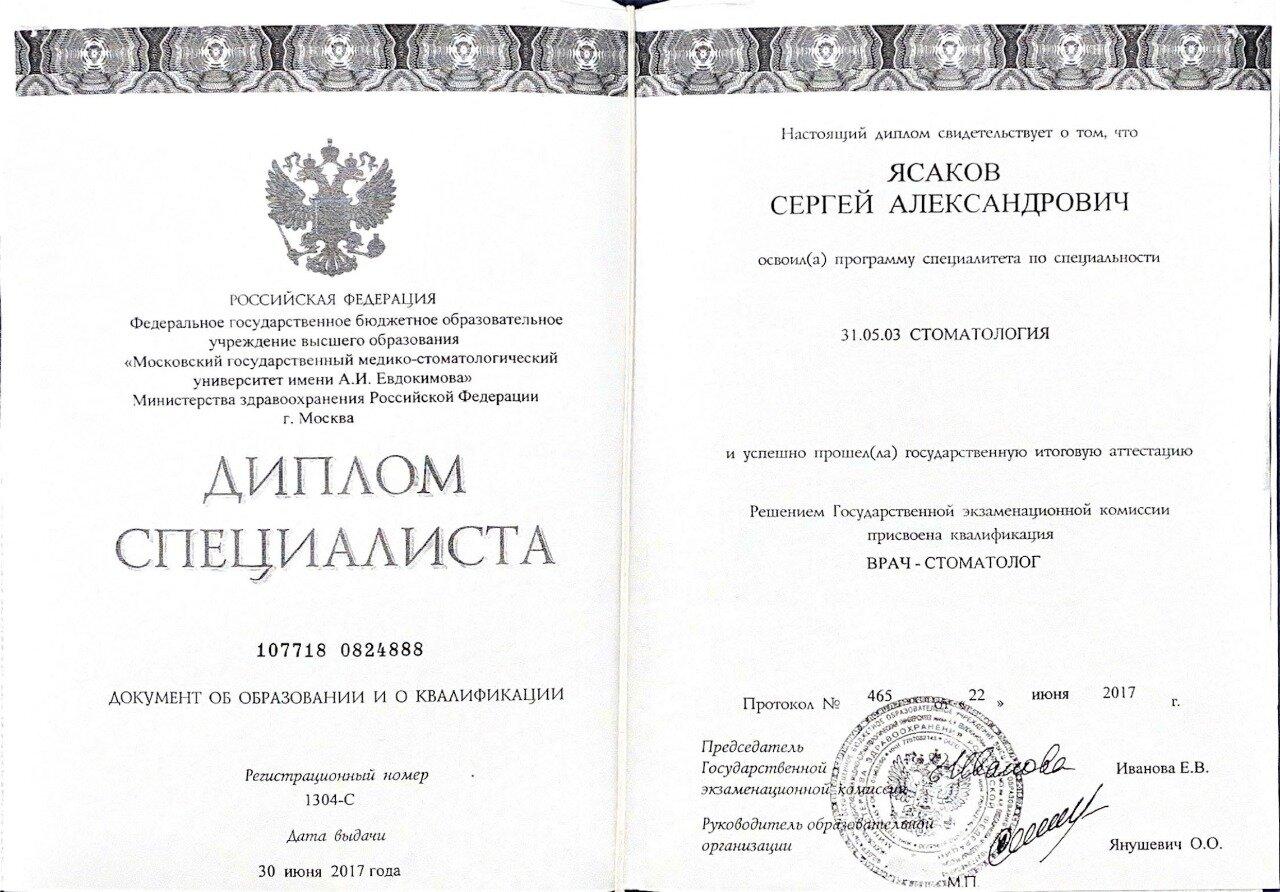 РОССИЙСКАЯ ФЕДЕРАЦИЯ
Федеральное государственное бюджетное образовательное
учреждение высшего образования
«Московский государственный медико-стоматологический
университет имени А.И. Евдокимова»
Министерства здравоохранения Российской Федерации
г. Москва
ДИПЛОМ
СПЕЦИАЛИСТА
107718 0824888
ДОКУМЕНТ ОБ ОБРАЗОВАНИИ И О КВАЛИФИКАЦИИ
Регистрационный номер
1304-С
Дата выдачи
30 июня 2017 года
Настоящий диплом свидетельствует о том, что
ЯСАКОВ
СЕРГЕЙ АЛЕКСАНДРОВИЧ
освоил(а) программу специалитета по специальности
31.05.03 СТОМАТОЛОГИЯ
и успешно прошел(ла) государственную итоговую аттестацию
Решением Государственной экзаменационной комиссии
присвоена квалификация
ВРАЧ - СТОМАТОЛОГ
Протокол № 465 от « 22 » июня 2017 г.
Председатель
Государственной
экзаменационной комиссии
Иванова
Иванова Е.В.
Руководитель образовательной
организации
Янушевич О.О.
М.П.